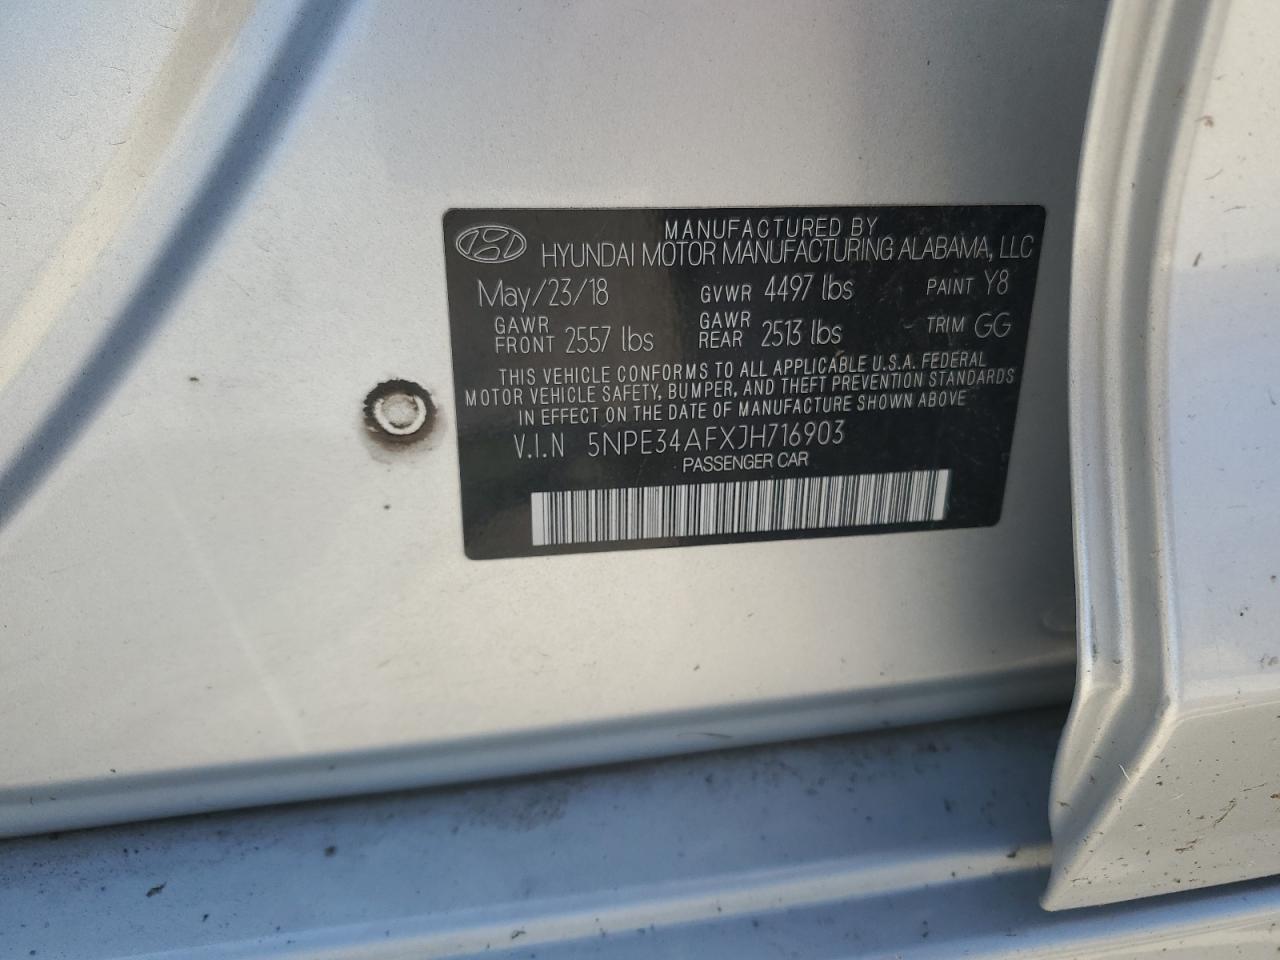 MANUFACTURED BY
HYUNDAI MOTOR MANUFACTURING ALABAMA, LLC
May/23/18 GVWR 4497 lbs PAINT Y8
GAWR FRONT 2557 lbs GAWR REAR 2513 lbs TRIM GG
THIS VEHICLE CONFORMS TO ALL APPLICABLE U.S.A. FEDERAL
MOTOR VEHICLE SAFETY, BUMPER, AND THEFT PREVENTION STANDARDS
IN EFFECT ON THE DATE OF MANUFACTURE SHOWN ABOVE
V.I.N 5NPE34AFXJH716903
PASSENGER CAR